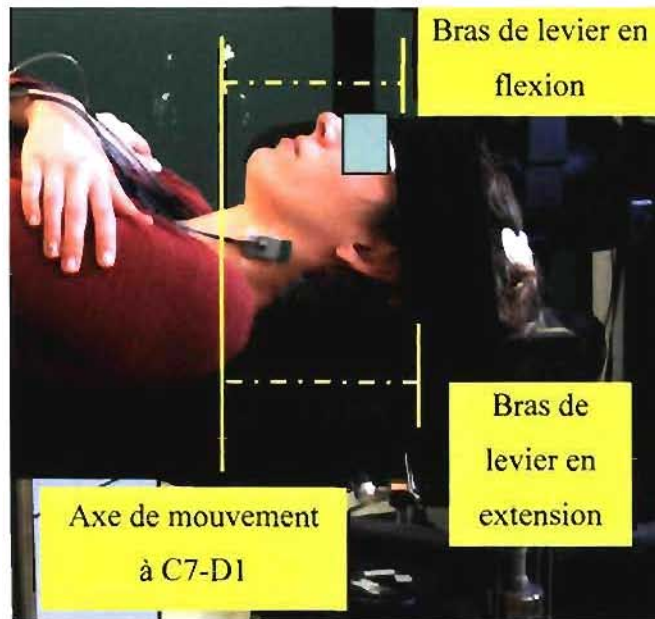 Bras de levier en
flexion
Bras de
levier en
extension
Axe de mouvement
à C7-D1